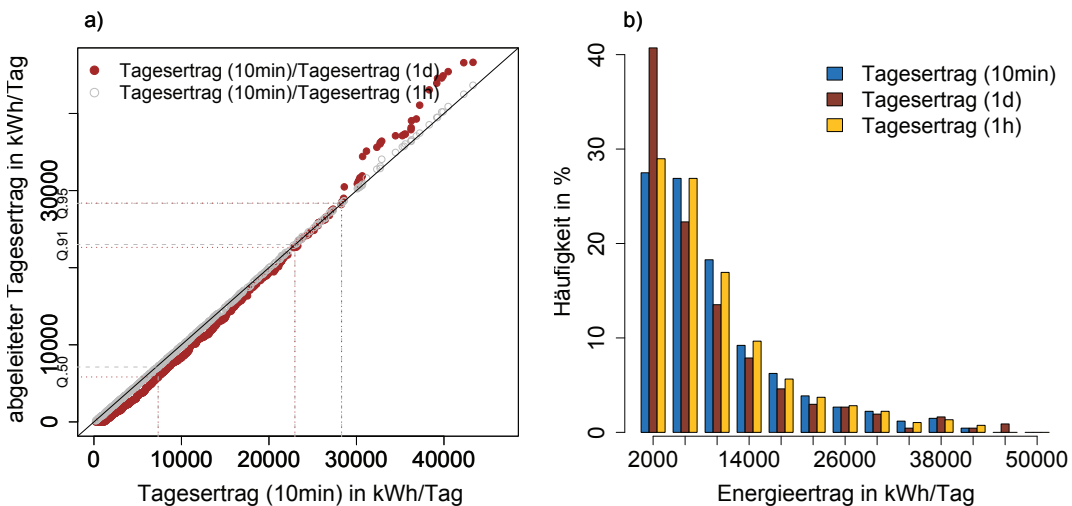 a)
abgeleiteter Tagesertrag in kWh/Tag
Tagesertrag (10min)/Tagesertrag (1d)
Tagesertrag (10min)/Tagesertrag (1h)
30000
10000
0
Q.95
Q.91
Q.50
0 10000 20000 30000 40000
Tagesertrag (10min) in kWh/Tag
b)
Häufigkeit in %
40
30
20
10
0
Tagesertrag (10min)
Tagesertrag (1d)
Tagesertrag (1h)
2000 14000 26000 38000 50000
Energieertrag in kWh/Tag